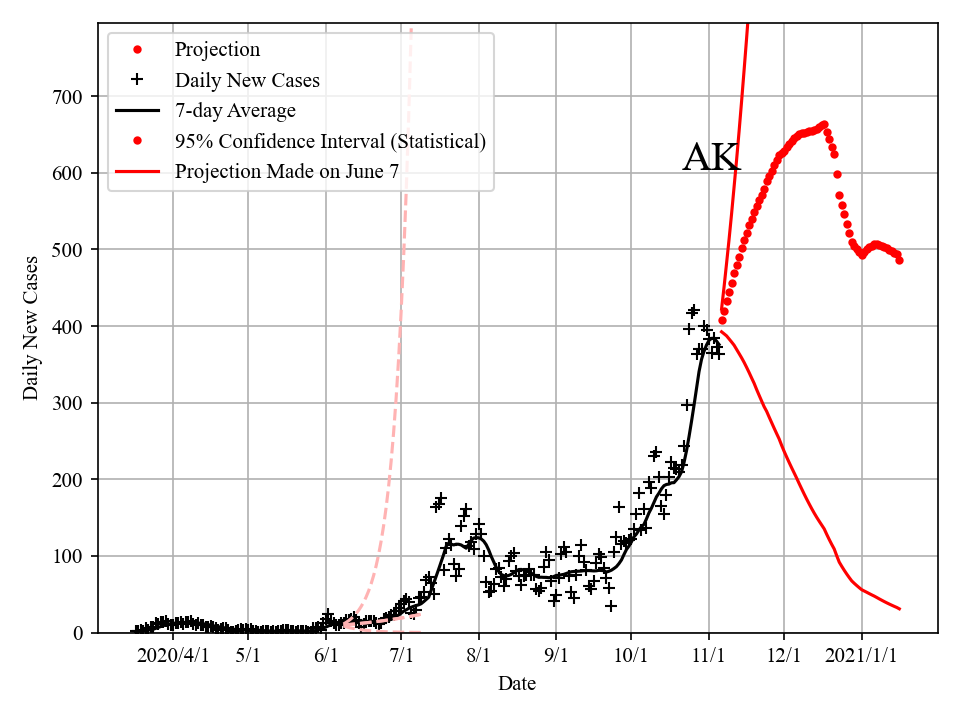 Projection
Daily New Cases
7-day Average
95% Confidence Interval (Statistical)
Projection Made on June 7
AK
Daily New Cases
700
600
500
400
300
200
100
0
2020/4/1 5/1 6/1 7/1 8/1 9/1 10/1 11/1 12/1 2021/1/1
Date